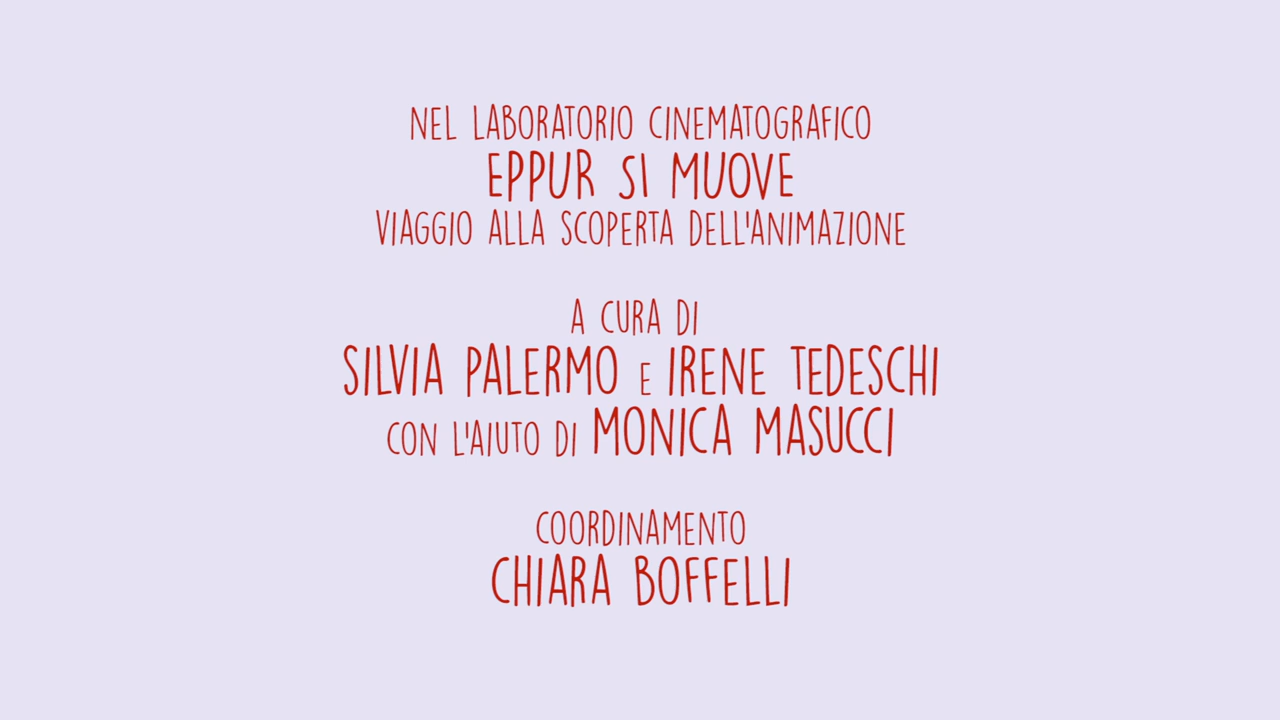 NEL LABORATORIO CINEMATOGRAFICO
EPPUR SI MUOVE
VIAGGIO ALLA SCOPERTA DELL'ANIMAZIONE
A CURA DI
SILVIA PALERMO E IRENE TEDESCHI
CON L'AIUTO DI MONICA MASUCCI
COORDINAMENTO
CHIARA BOFFELLI